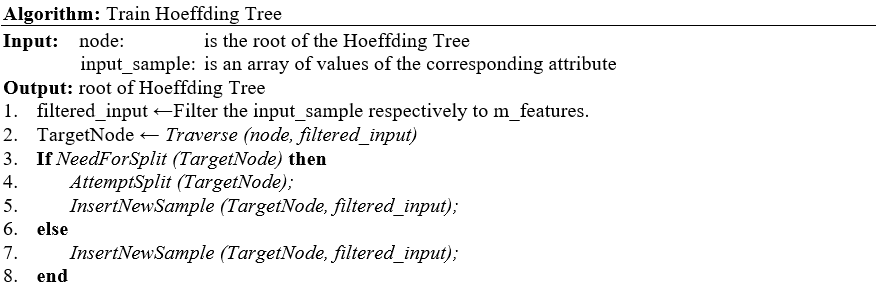 Algorithm: Train Hoeffding Tree
Input: node: is the root of the Hoeffding Tree
input_sample: is an array of values of the corresponding attribute
Output: root of Hoeffding Tree
1. filtered_input ←Filter the input_sample respectively to m_features.
2. TargetNode ← Traverse (node, filtered_input)
3. If NeedForSplit (TargetNode) then
4. AttemptSplit (TargetNode);
5. InsertNewSample (TargetNode, filtered_input);
6. else
7. InsertNewSample (TargetNode, filtered_input);
8. end